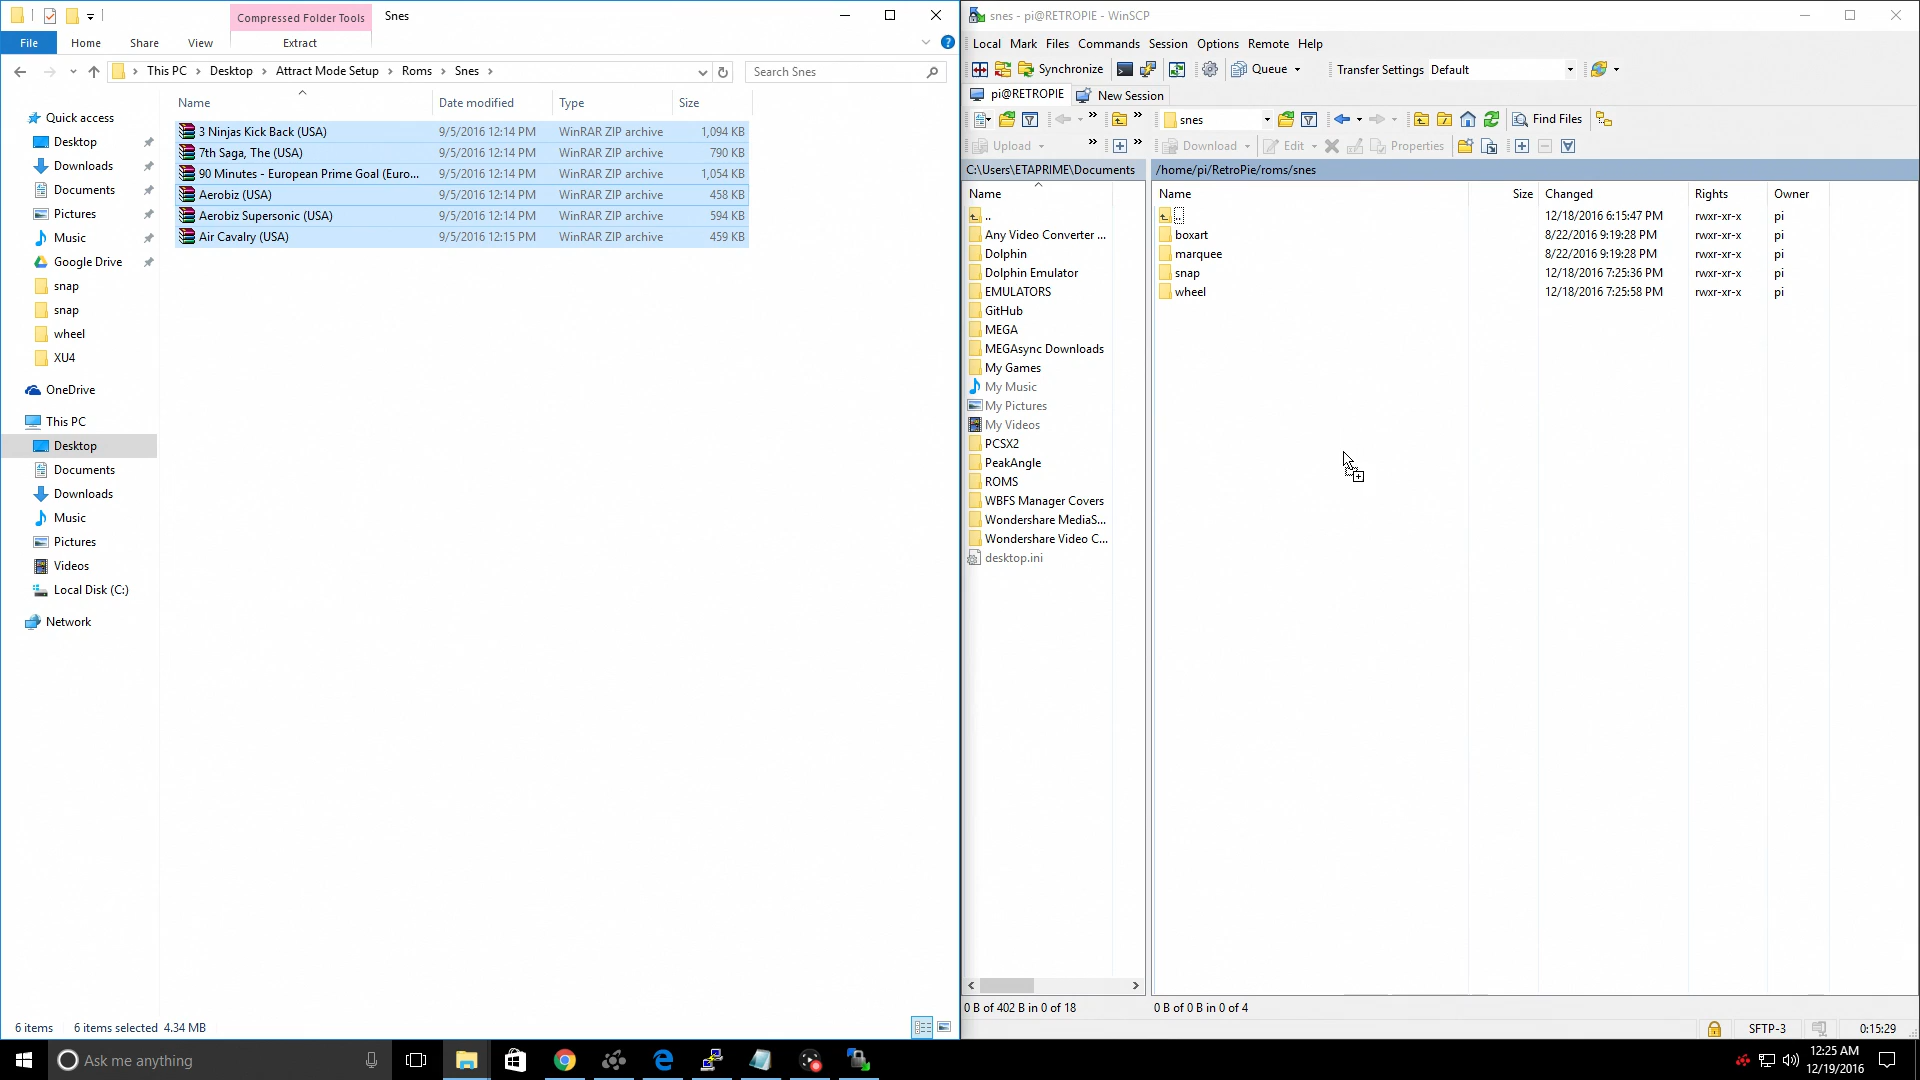 Compressed Folder Tools
Snes
File
Home
Share
View
Extract
This PC
Desktop
Attract Mode Setup
Roms
Snes
Search Snes
Name
Date modified
Type
Size
3 Ninjas Kick Back (USA) 9/5/2016 12:14 PM WinRAR ZIP archive 1,094 KB
7th Saga, The (USA) 9/5/2016 12:14 PM WinRAR ZIP archive 790 KB
90 Minutes - European Prime Goal (Euro... 9/5/2016 12:14 PM WinRAR ZIP archive 1,054 KB
Aerobiz (USA) 9/5/2016 12:14 PM WinRAR ZIP archive 458 KB
Aerobiz Supersonic (USA) 9/5/2016 12:14 PM WinRAR ZIP archive 594 KB
Air Cavalry (USA) 9/5/2016 12:15 PM WinRAR ZIP archive 459 KB
Quick access
Desktop
Downloads
Documents
Pictures
Music
Google Drive
snap
snap
wheel
XU4
OneDrive
This PC
Desktop
Documents
Downloads
Music
Pictures
Videos
Local Disk (C:)
Network
6 items 6 items selected 4.34 MB
snes - pi@RETROPIE - WinSCP
Local Mark Files Commands Session Options Remote Help
Synchronize
Queue
Transfer Settings Default
pi@RETROPIE
New Session
snes
Find Files
Upload
Download
Edit
Properties
C:\Users\ETAPRIME\Documents
/home/pi/RetroPie/roms/snes
Name
..
Any Video Converter ...
Dolphin
Dolphin Emulator
EMULATORS
GitHub
MEGA
MEGAsync Downloads
My Games
My Music
My Pictures
My Videos
PCSX2
PeakAngle
ROMS
WBFS Manager Covers
Wondershare MediaS...
Wondershare Video C...
desktop.ini
Name Size Changed Rights Owner
.. 12/18/2016 6:15:47 PM rwxr-xr-x pi
boxart 8/22/2016 9:19:28 PM rwxr-xr-x pi
marquee 8/22/2016 9:19:28 PM rwxr-xr-x pi
snap 12/18/2016 7:25:36 PM rwxr-xr-x pi
wheel 12/18/2016 7:25:58 PM rwxr-xr-x pi
0 B of 402 B in 0 of 18
0 B of 0 B in 0 of 4
SFTP-3
0:15:29
Ask me anything
12:25 AM
12/19/2016